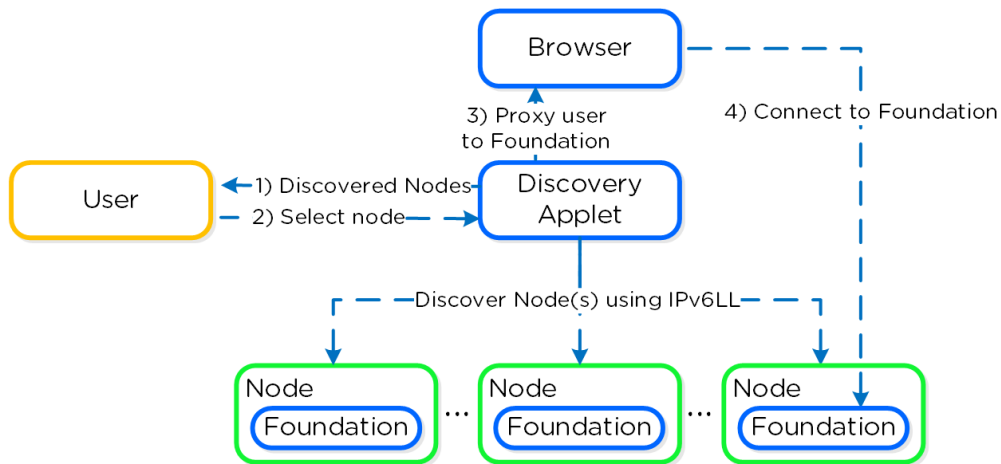 Browser
3) Proxy user
to Foundation
4) Connect to Foundation
User
1) Discovered Nodes
2) Select node
Discovery
Applet
Discover Node(s) using IPv6LL
Node
Foundation
...
Node
Foundation
...
Node
Foundation